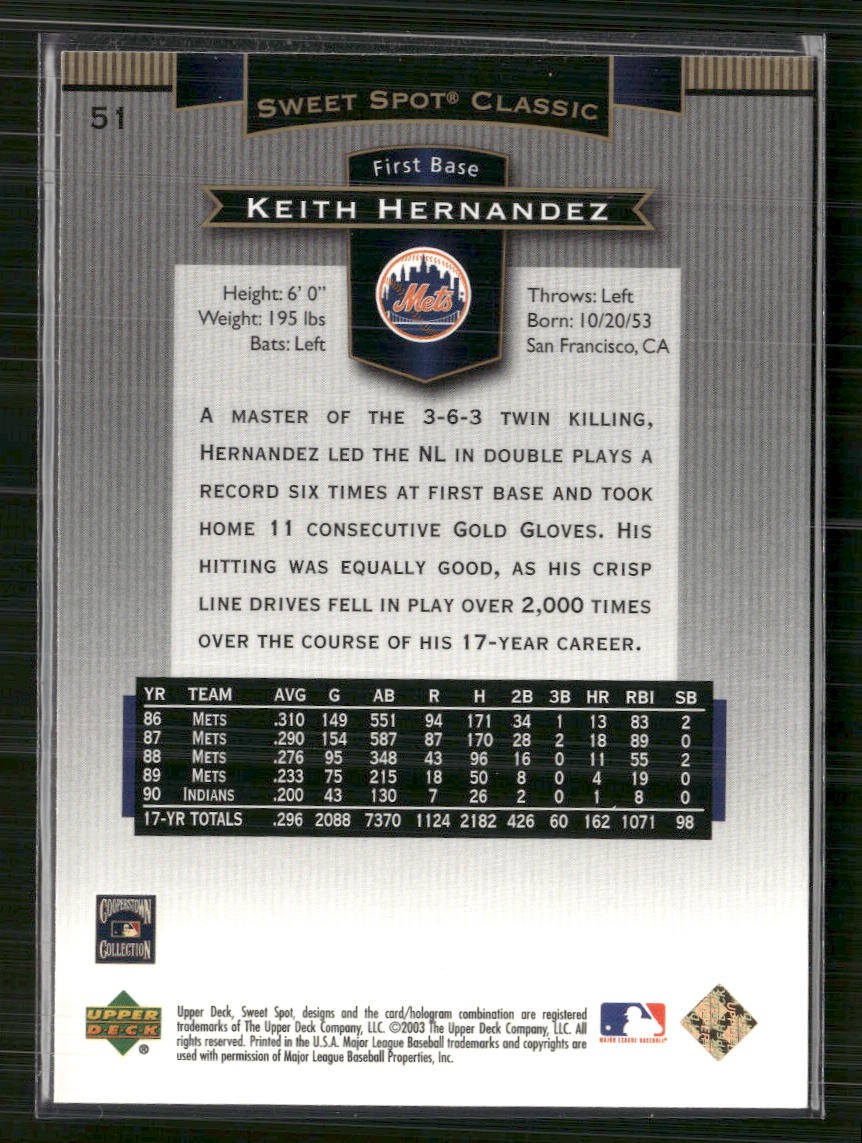 51
SWEET SPOT® CLASSIC
First Base
KEITH HERNANDEZ
Mets
Height: 6' 0"
Weight: 195 lbs
Bats: Left
Throws: Left
Born: 10/20/53
San Francisco, CA
A MASTER OF THE 3-6-3 TWIN KILLING,
HERNANDEZ LED THE NL IN DOUBLE PLAYS A
RECORD SIX TIMES AT FIRST BASE AND TOOK
HOME 11 CONSECUTIVE GOLD GLOVES. HIS
HITTING WAS EQUALLY GOOD, AS HIS CRISP
LINE DRIVES FELL IN PLAY OVER 2,000 TIMES
OVER THE COURSE OF HIS 17-YEAR CAREER.
YR TEAM AVG G AB R H 2B 3B HR RBI SB
86 METS .310 149 551 94 171 34 1 13 83 2
87 METS .290 154 587 87 170 28 2 18 89 0
88 METS .276 95 348 43 96 16 0 11 55 2
89 METS .233 75 215 18 50 8 0 4 19 0
90 INDIANS .200 43 130 7 26 2 0 1 8 0
17-YR TOTALS .296 2088 7370 1124 2182 426 60 162 1071 98
COOPERSTOWN
COLLECTION
UPPER
DECK
®
Upper Deck, Sweet Spot, designs and the card/hologram combination are registered
trademarks of The Upper Deck Company, LLC. ©2003 The Upper Deck Company, LLC. All
rights reserved. Printed in the U.S.A. Major League Baseball trademarks and copyrights are
used with permission of Major League Baseball Properties, Inc.
MAJOR LEAGUE BASEBALL®